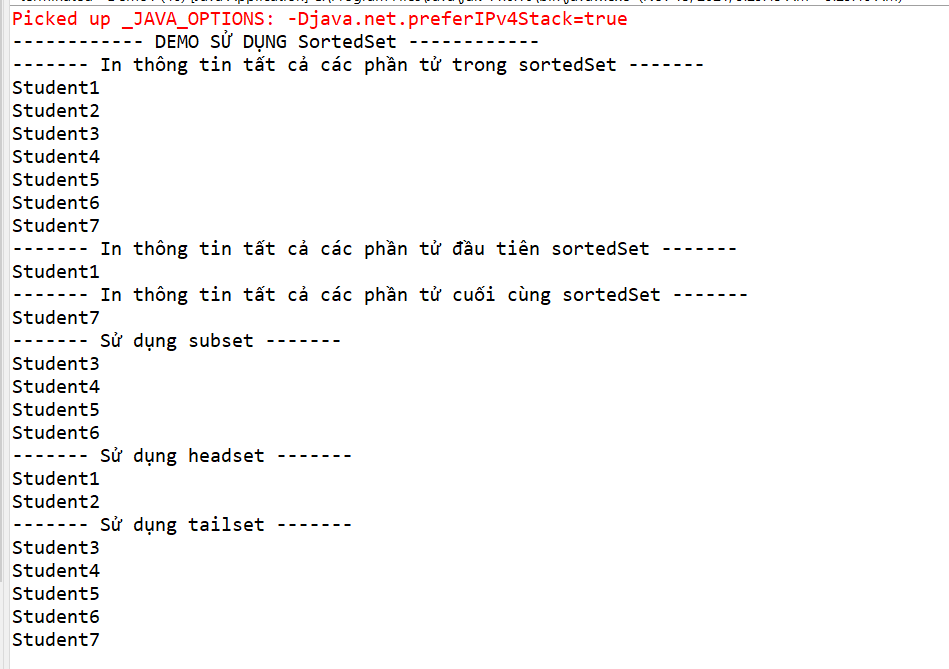 Picked up _JAVA_OPTIONS: -Djava.net.preferIPv4Stack=true
------------ DEMO SỬ DỤNG SortedSet ------------
------- In thông tin tất cả các phần tử trong sortedSet -------
Student1
Student2
Student3
Student4
Student5
Student6
Student7
------- In thông tin tất cả các phần tử đầu tiên sortedSet -------
Student1
------- In thông tin tất cả các phần tử cuối cùng sortedSet -------
Student7
------- Sử dụng subset -------
Student3
Student4
Student5
Student6
------- Sử dụng headset -------
Student1
Student2
------- Sử dụng tailset -------
Student3
Student4
Student5
Student6
Student7